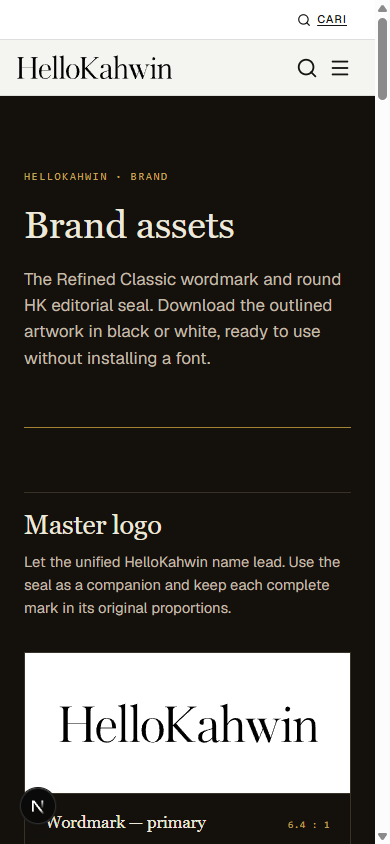 CARI
HelloKahwin
HELLOKAHWIN · BRAND
Brand assets
The Refined Classic wordmark and round
HK editorial seal. Download the outlined
artwork in black or white, ready to use
without installing a font.
Master logo
Let the unified HelloKahwin name lead. Use the
seal as a companion and keep each complete
mark in its original proportions.
HelloKahwin
N
Wordmark — primary
6.4 : 1